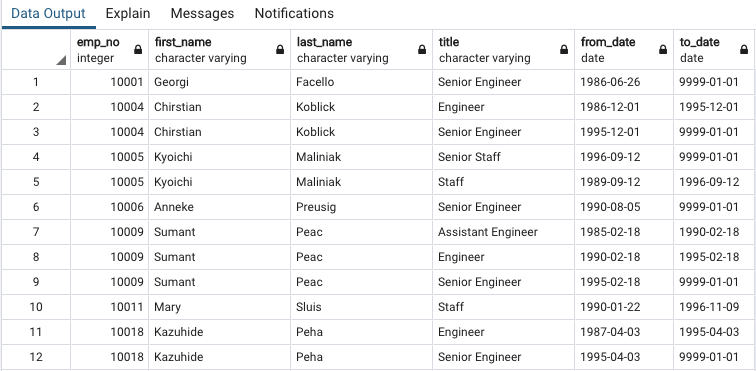 Data Output Explain Messages Notifications
emp_no first_name last_name title from_date to_date
integer character varying character varying character varying date date
1 10001 Georgi Facello Senior Engineer 1986-06-26 9999-01-01
2 10004 Chirstian Koblick Engineer 1986-12-01 1995-12-01
3 10004 Chirstian Koblick Senior Engineer 1995-12-01 9999-01-01
4 10005 Kyoichi Maliniak Senior Staff 1996-09-12 9999-01-01
5 10005 Kyoichi Maliniak Staff 1989-09-12 1996-09-12
6 10006 Anneke Preusig Senior Engineer 1990-08-05 9999-01-01
7 10009 Sumant Peac Assistant Engineer 1985-02-18 1990-02-18
8 10009 Sumant Peac Engineer 1990-02-18 1995-02-18
9 10009 Sumant Peac Senior Engineer 1995-02-18 9999-01-01
10 10011 Mary Sluis Staff 1990-01-22 1996-11-09
11 10018 Kazuhide Peha Engineer 1987-04-03 1995-04-03
12 10018 Kazuhide Peha Senior Engineer 1995-04-03 9999-01-01